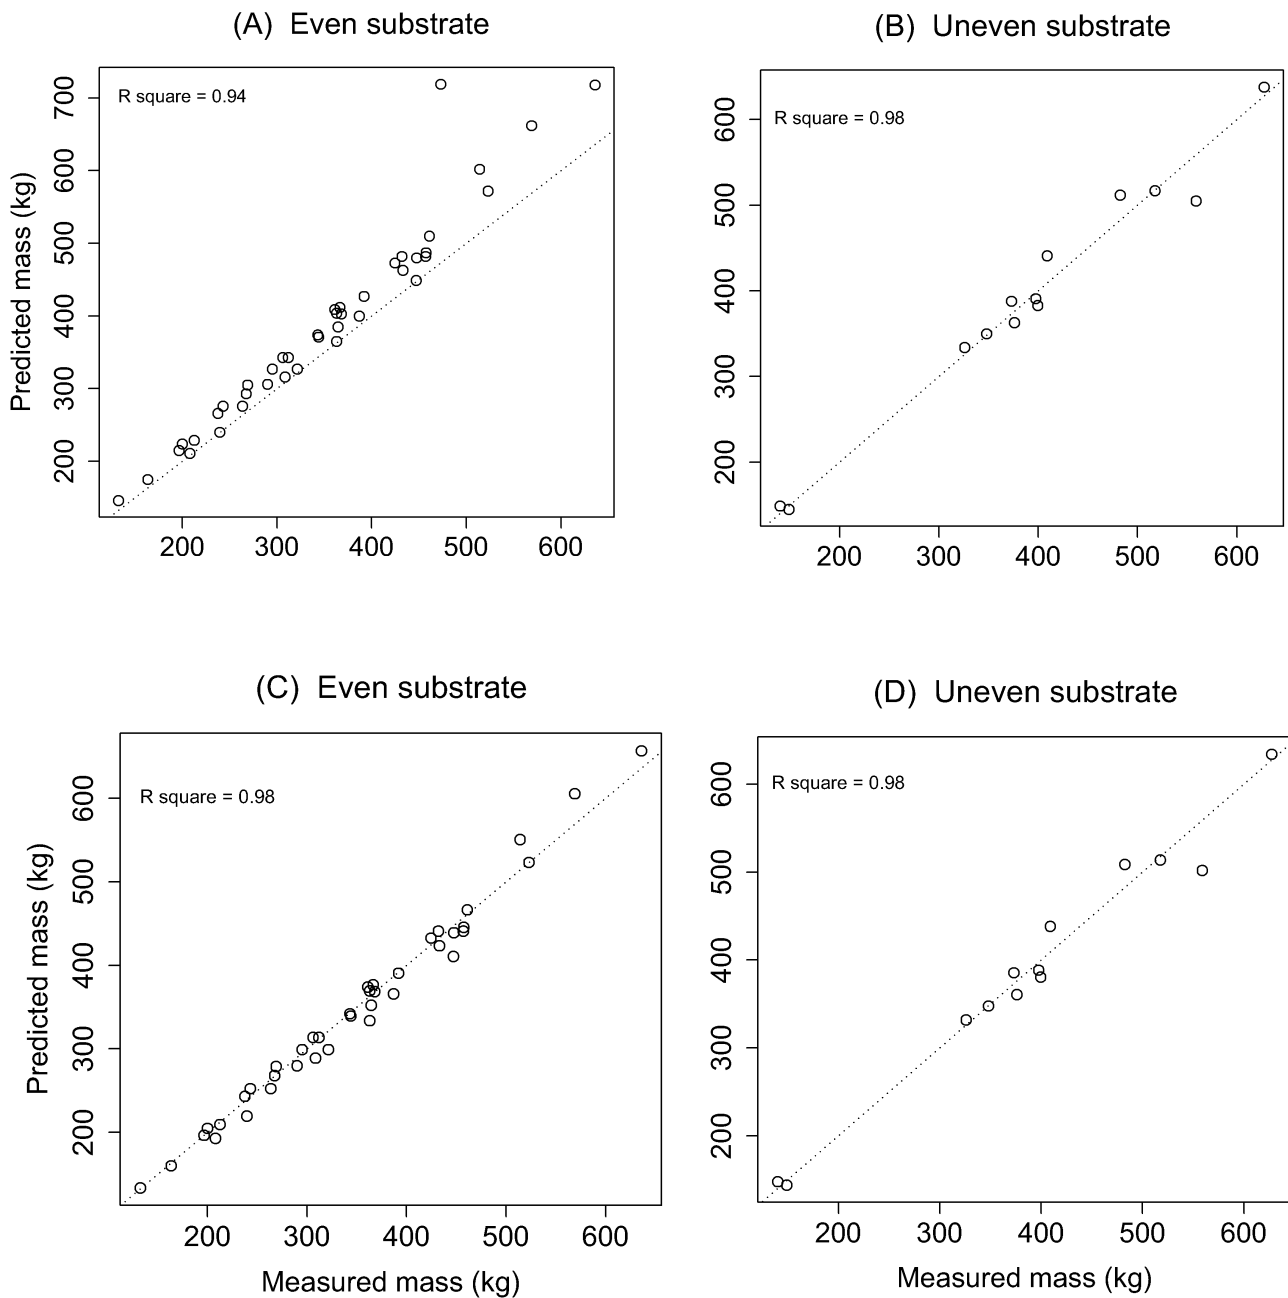 (A) Even substrate
R square = 0.94
Predicted mass (kg)
700
600
500
400
300
200
200 300 400 500 600
(B) Uneven substrate
R square = 0.98
600
500
400
300
200
200 300 400 500 600
(C) Even substrate
R square = 0.98
Predicted mass (kg)
600
500
400
300
200
200 300 400 500 600
Measured mass (kg)
(D) Uneven substrate
R square = 0.98
600
500
400
300
200
200 300 400 500 600
Measured mass (kg)